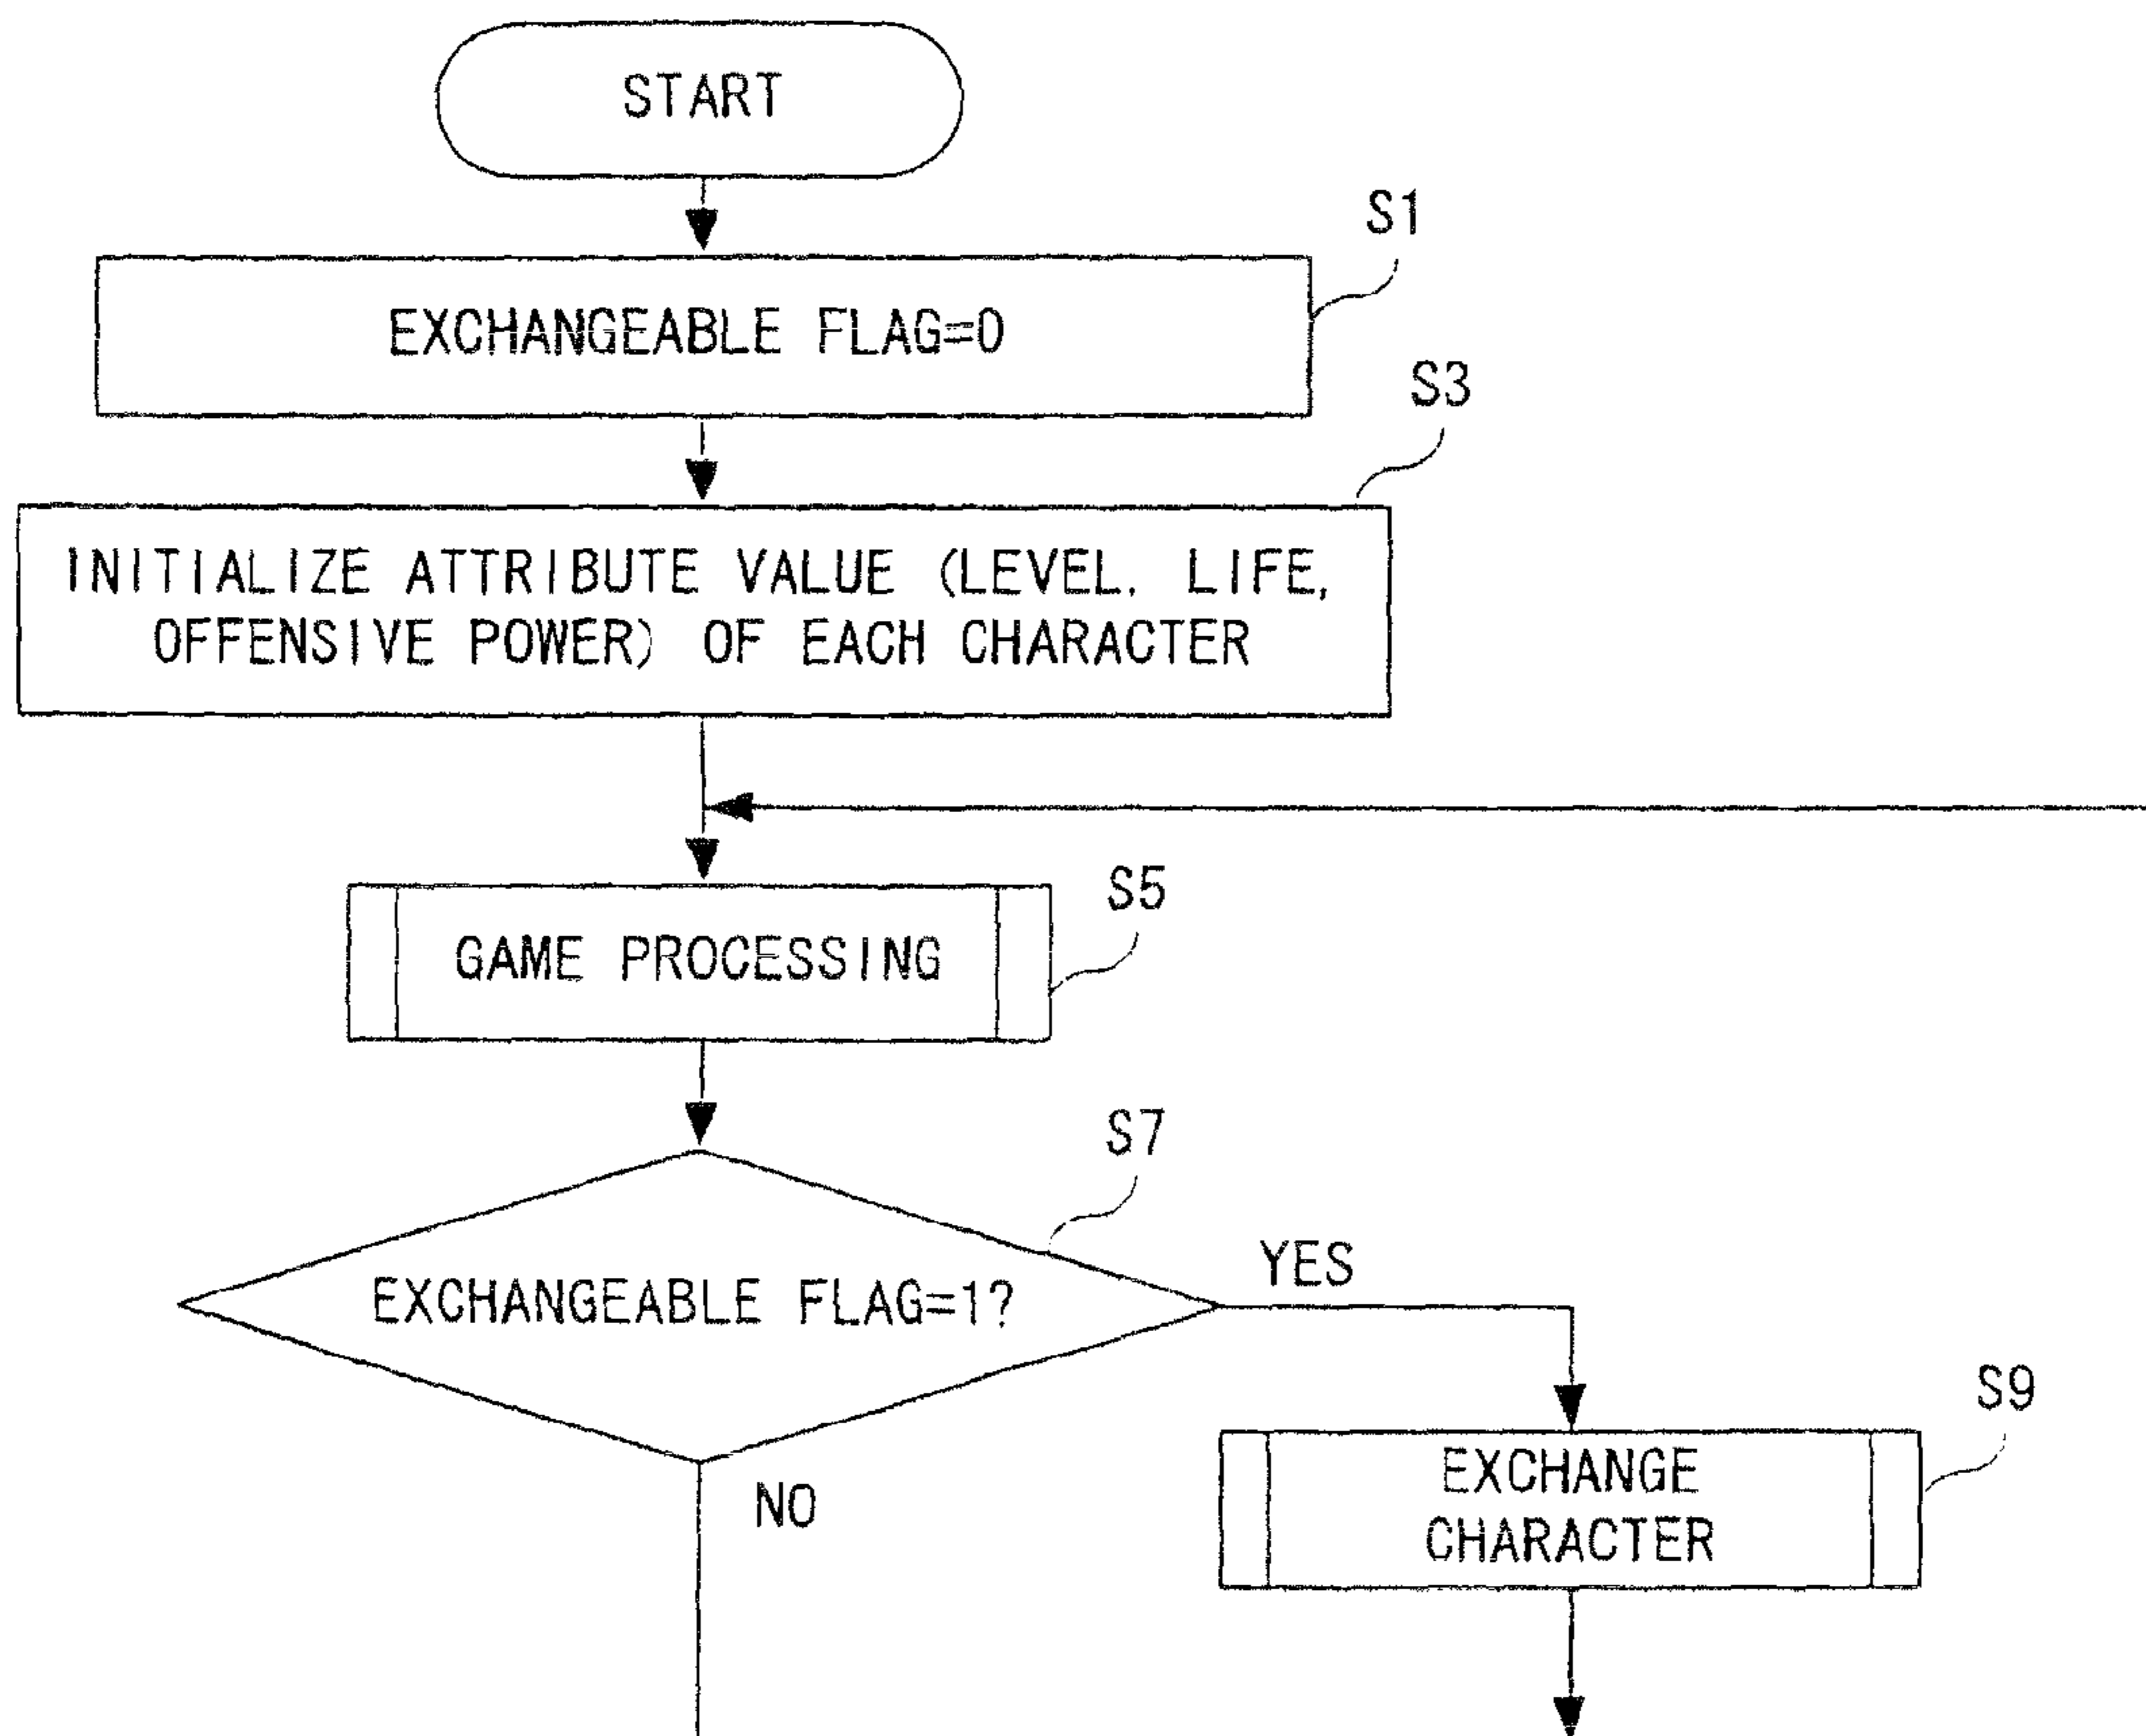 START
S1
EXCHANGEABLE FLAG=0
S3
INITIALIZE ATTRIBUTE VALUE (LEVEL, LIFE,
OFFENSIVE POWER) OF EACH CHARACTER
S5
GAME PROCESSING
S7
EXCHANGEABLE FLAG=1?
YES
S9
EXCHANGE
CHARACTER
NO